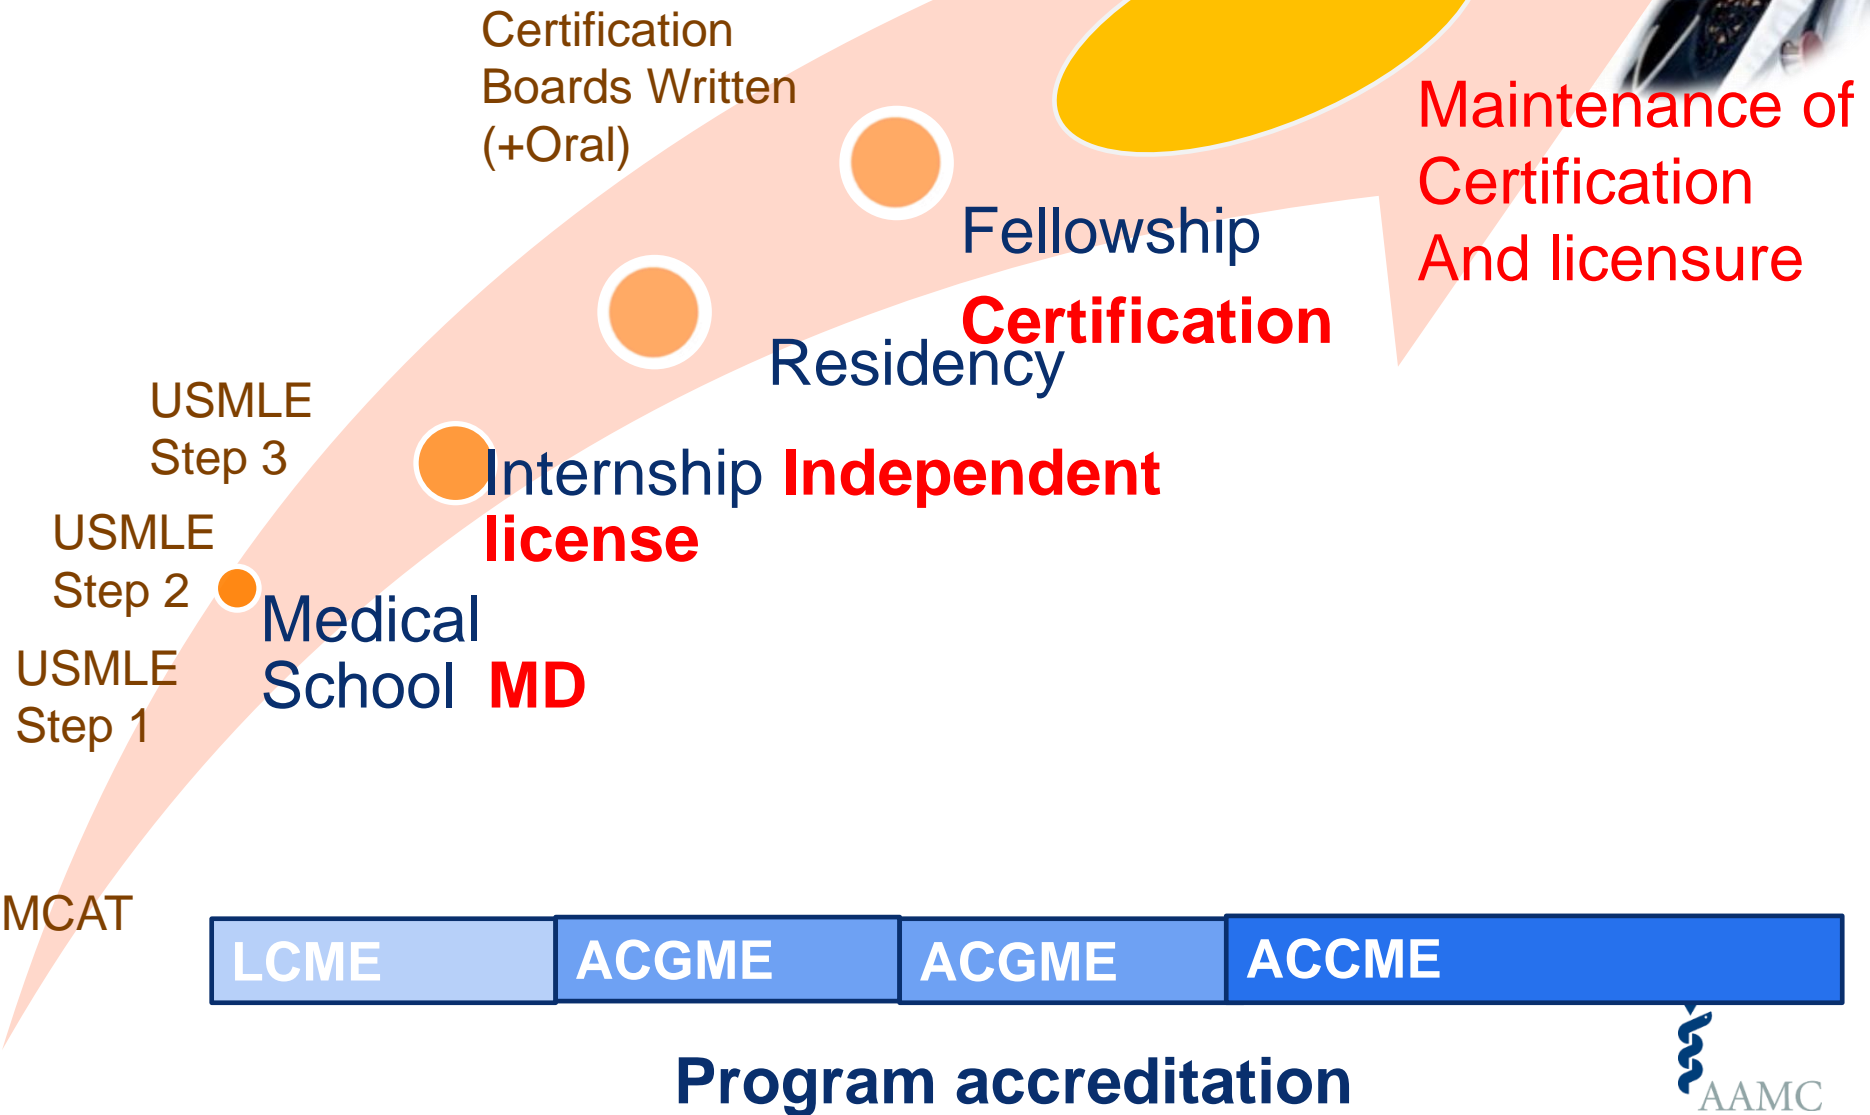 Certification
Boards Written
(+Oral)
Maintenance of
Certification
And licensure
Fellowship
Certification
Residency
USMLE
Step 3
Internship Independent
license
USMLE
Step 2
Medical
School MD
USMLE
Step 1
MCAT
LCME
ACGME
ACGME
ACCME
Program accreditation
AAMC